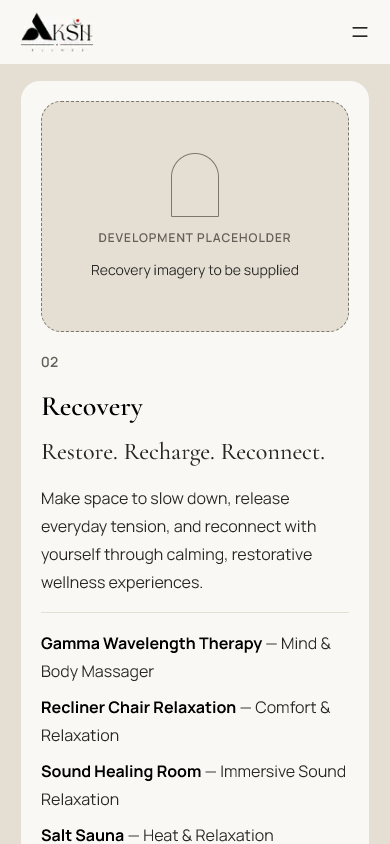 AKSH
02
DEVELOPMENT PLACEHOLDER
Recovery imagery to be supplied
Recovery
Restore. Recharge. Reconnect.
Make space to slow down, release
everyday tension, and reconnect with
yourself through calming, restorative
wellness experiences.
Gamma Wavelength Therapy — Mind &
Body Massager
Recliner Chair Relaxation — Comfort &
Relaxation
Sound Healing Room — Immersive Sound
Relaxation
Salt Sauna — Heat & Relaxation